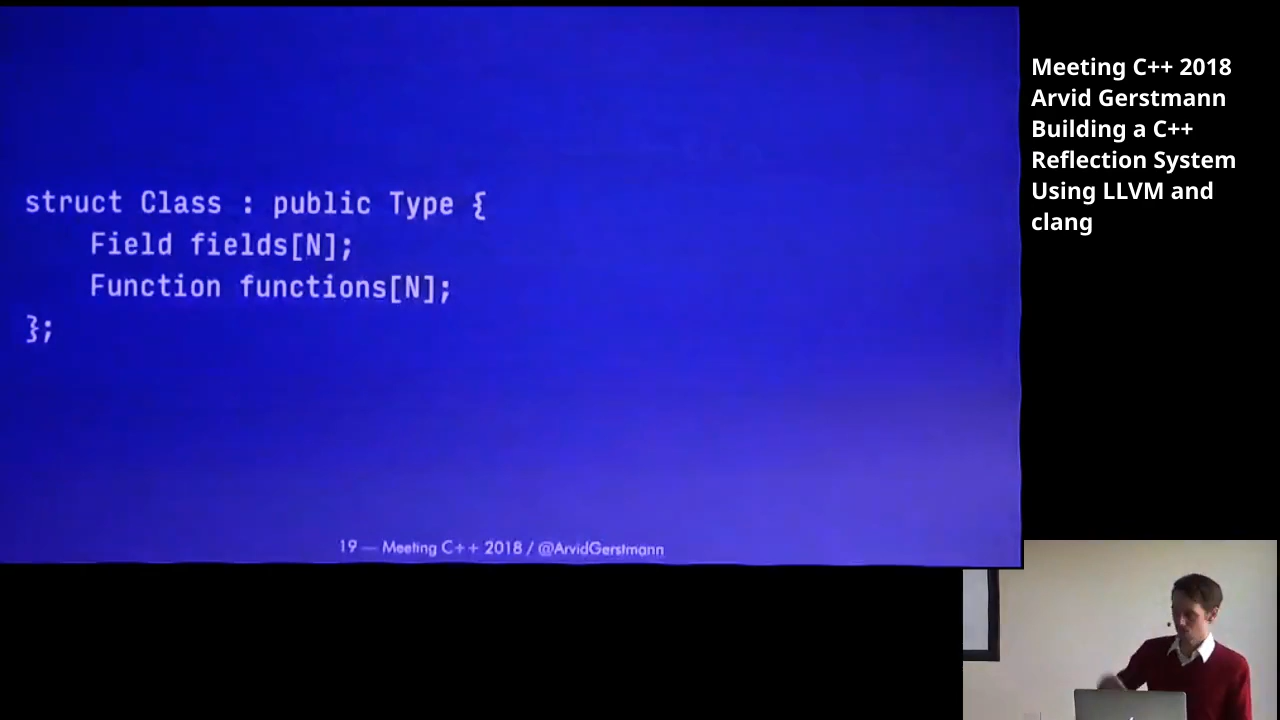 struct Class : public Type {
    Field fields[N];
    Function functions[N];
};
19 — Meeting C++ 2018 / @ArvidGerstmann
Meeting C++ 2018
Arvid Gerstmann
Building a C++
Reflection System
Using LLVM and
clang